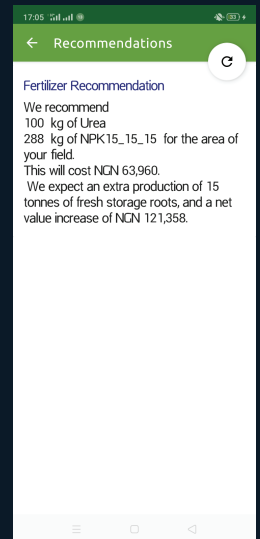 17:05
Recommendations
Fertilizer Recommendation
We recommend
100 kg of Urea
288 kg of NPK15_15_15 for the area of
your field.
This will cost NGN 63,960.
We expect an extra production of 15
tonnes of fresh storage roots, and a net
value increase of NGN 121,358.